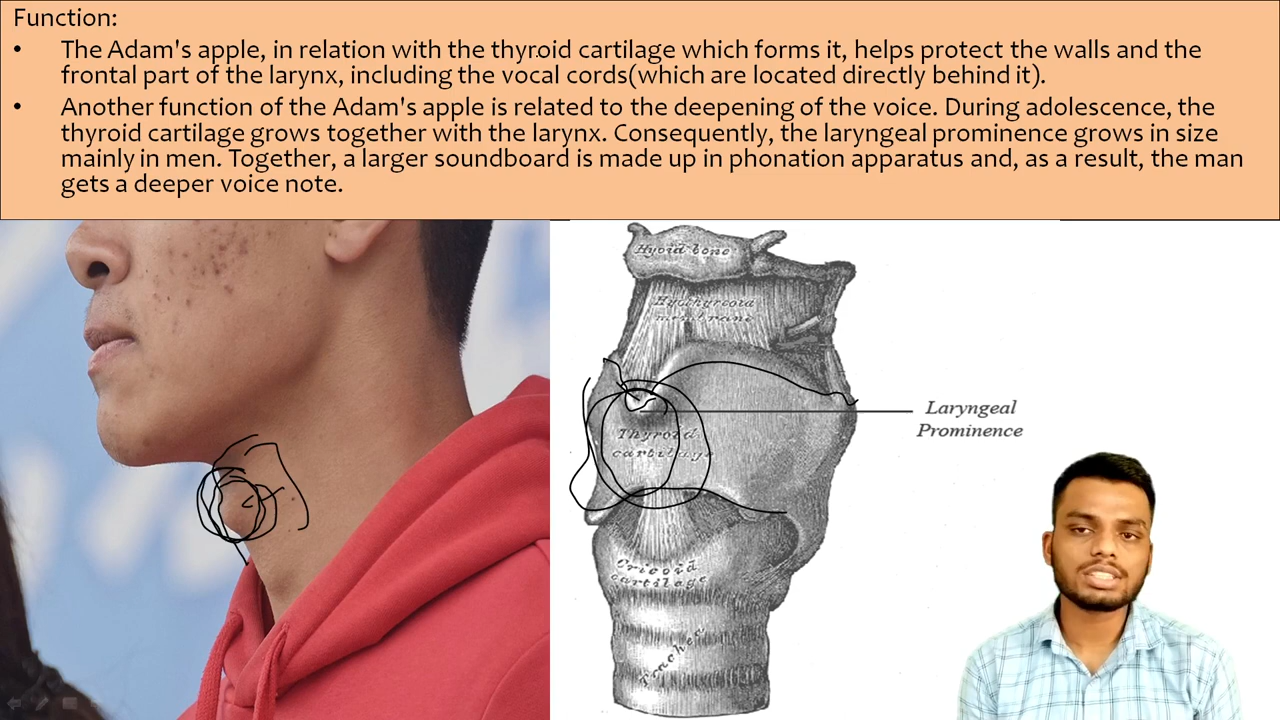 Function:
• The Adam's apple, in relation with the thyroid cartilage which forms it, helps protect the walls and the
frontal part of the larynx, including the vocal cords(which are located directly behind it).
• Another function of the Adam's apple is related to the deepening of the voice. During adolescence, the
thyroid cartilage grows together with the larynx. Consequently, the laryngeal prominence grows in size
mainly in men. Together, a larger soundboard is made up in phonation apparatus and, as a result, the man
gets a deeper voice note.
Hyoid bone
Hyothyreoid
membrane
Laryngeal
Prominence
Thyroid
cartilage
Cricoid
cartilage
Trachea